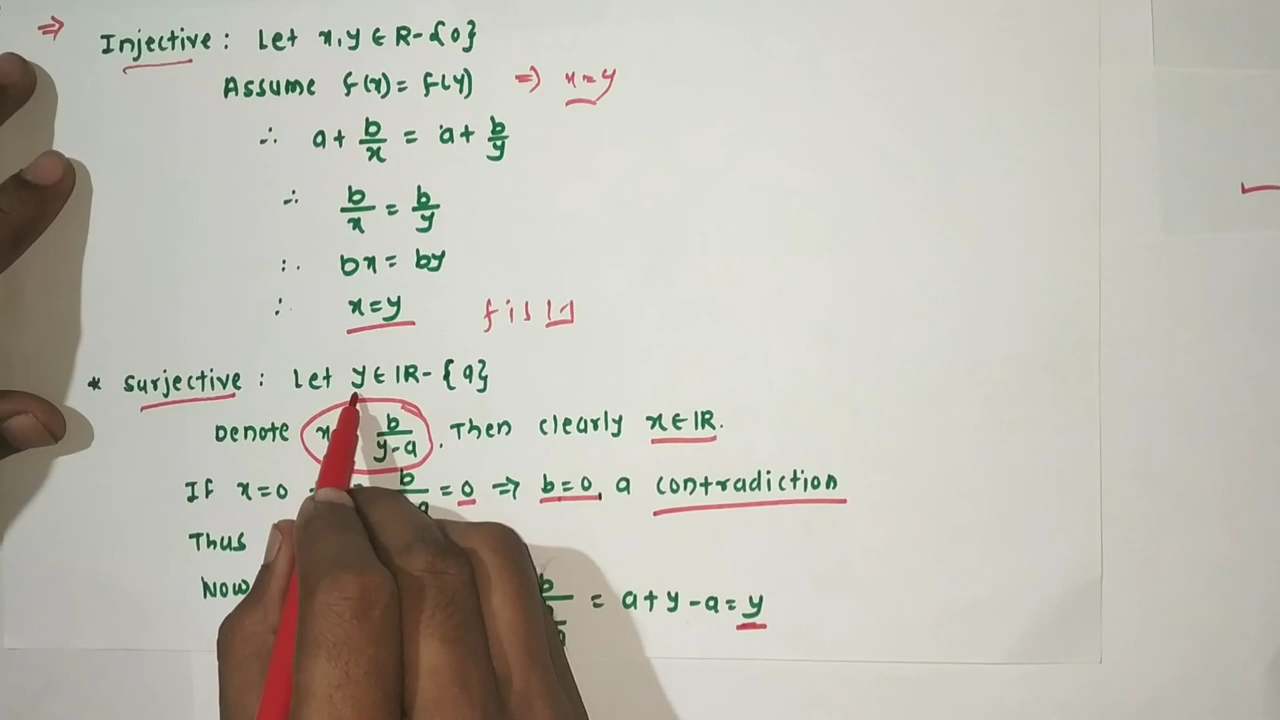 ⇒ Injective : Let x, y ∈ R-{0}
Assume f(x) = f(y) ⇒ x=y
∴ a + b/x = a + b/y
∴ b/x = b/y
∴ bx = by
∴ x=y f is 1-1
* Surjective : Let y ∈ IR - {a}
Denote x b/y-a . Then clearly x ∈ IR.
If x=0 b = 0 ⇒ b=0, a contradiction
Thus
Now b = a+y-a = y